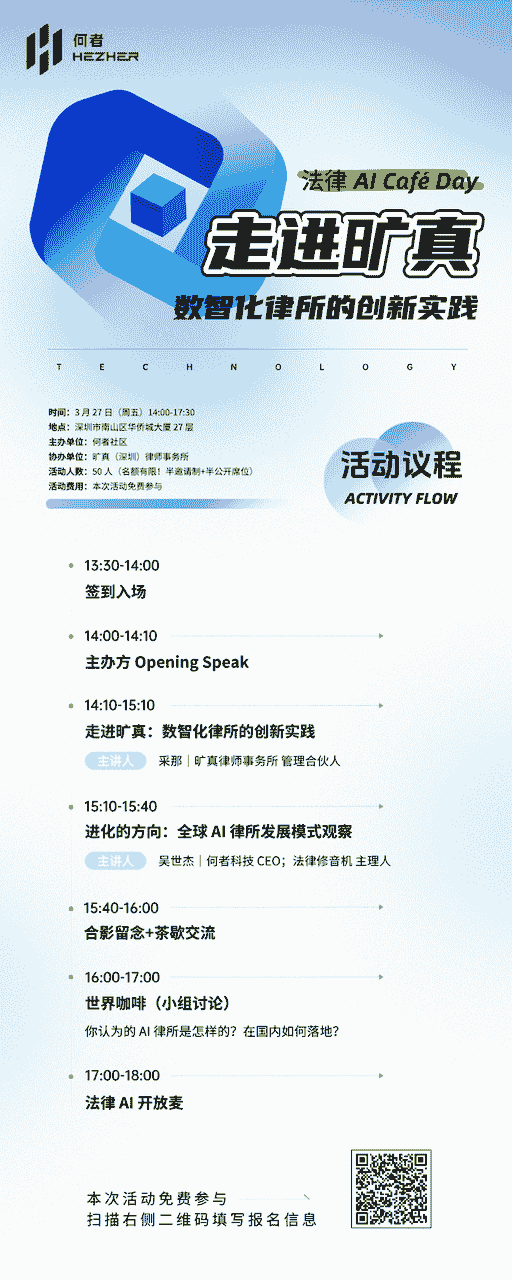 何者
HEZHER
法律 AI Café Day
走进旷真
数智化律所的创新实践
TECHNOLOGY
时间：3 月 27 日（周五）14:00-17:30
地点：深圳市南山区华侨城大厦 27 层
主办单位：何者社区
协办单位：旷真（深圳）律师事务所
活动人数：50 人（名额有限！半邀请制+半公开席位）
活动费用：本次活动免费参与
活动议程
ACTIVITY FLOW
13:30-14:00
签到入场
14:00-14:10
主办方 Opening Speak
14:10-15:10
走进旷真：数智化律所的创新实践
主讲人 采那｜旷真律师事务所 管理合伙人
15:10-15:40
进化的方向：全球 AI 律所发展模式观察
主讲人 吴世杰｜何者科技 CEO；法律修音机 主理人
15:40-16:00
合影留念+茶歇交流
16:00-17:00
世界咖啡（小组讨论）
你认为的 AI 律所是怎样的？在国内如何落地？
17:00-18:00
法律 AI 开放麦
本次活动免费参与
扫描右侧二维码填写报名信息